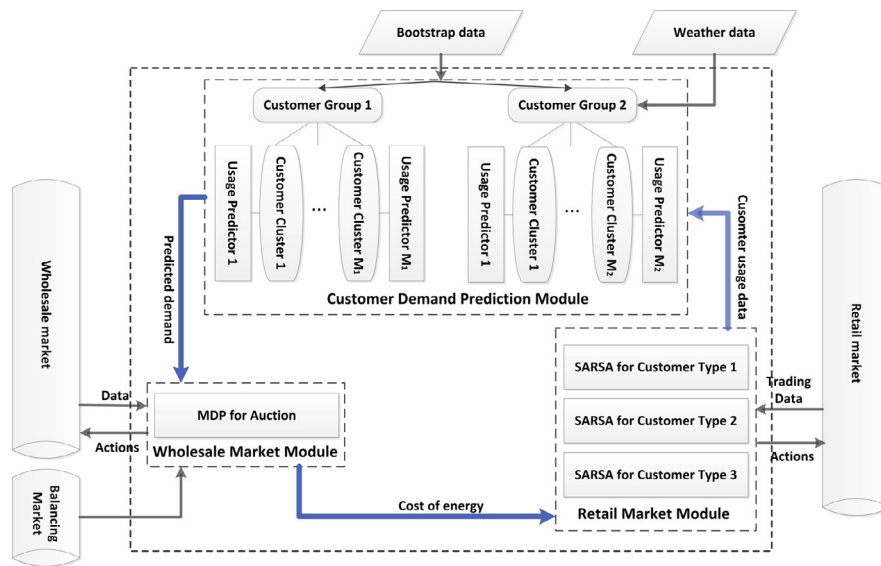 Bootstrap data
Weather data
Customer Group 1
Customer Group 2
Usage Predictor 1
Customer Cluster 1
...
Customer Cluster M₁
Usage Predictor M₁
Usage Predictor 1
Customer Cluster 1
...
Customer Cluster M₂
Usage Predictor M₂
Customer Demand Prediction Module
Wholesale market
Predicted demand
Cusomter usage data
Retail market
SARSA for Customer Type 1
SARSA for Customer Type 2
SARSA for Customer Type 3
Retail Market Module
Trading
Data
Actions
Data
Actions
MDP for Auction
Wholesale Market Module
Balancing
Market
Cost of energy